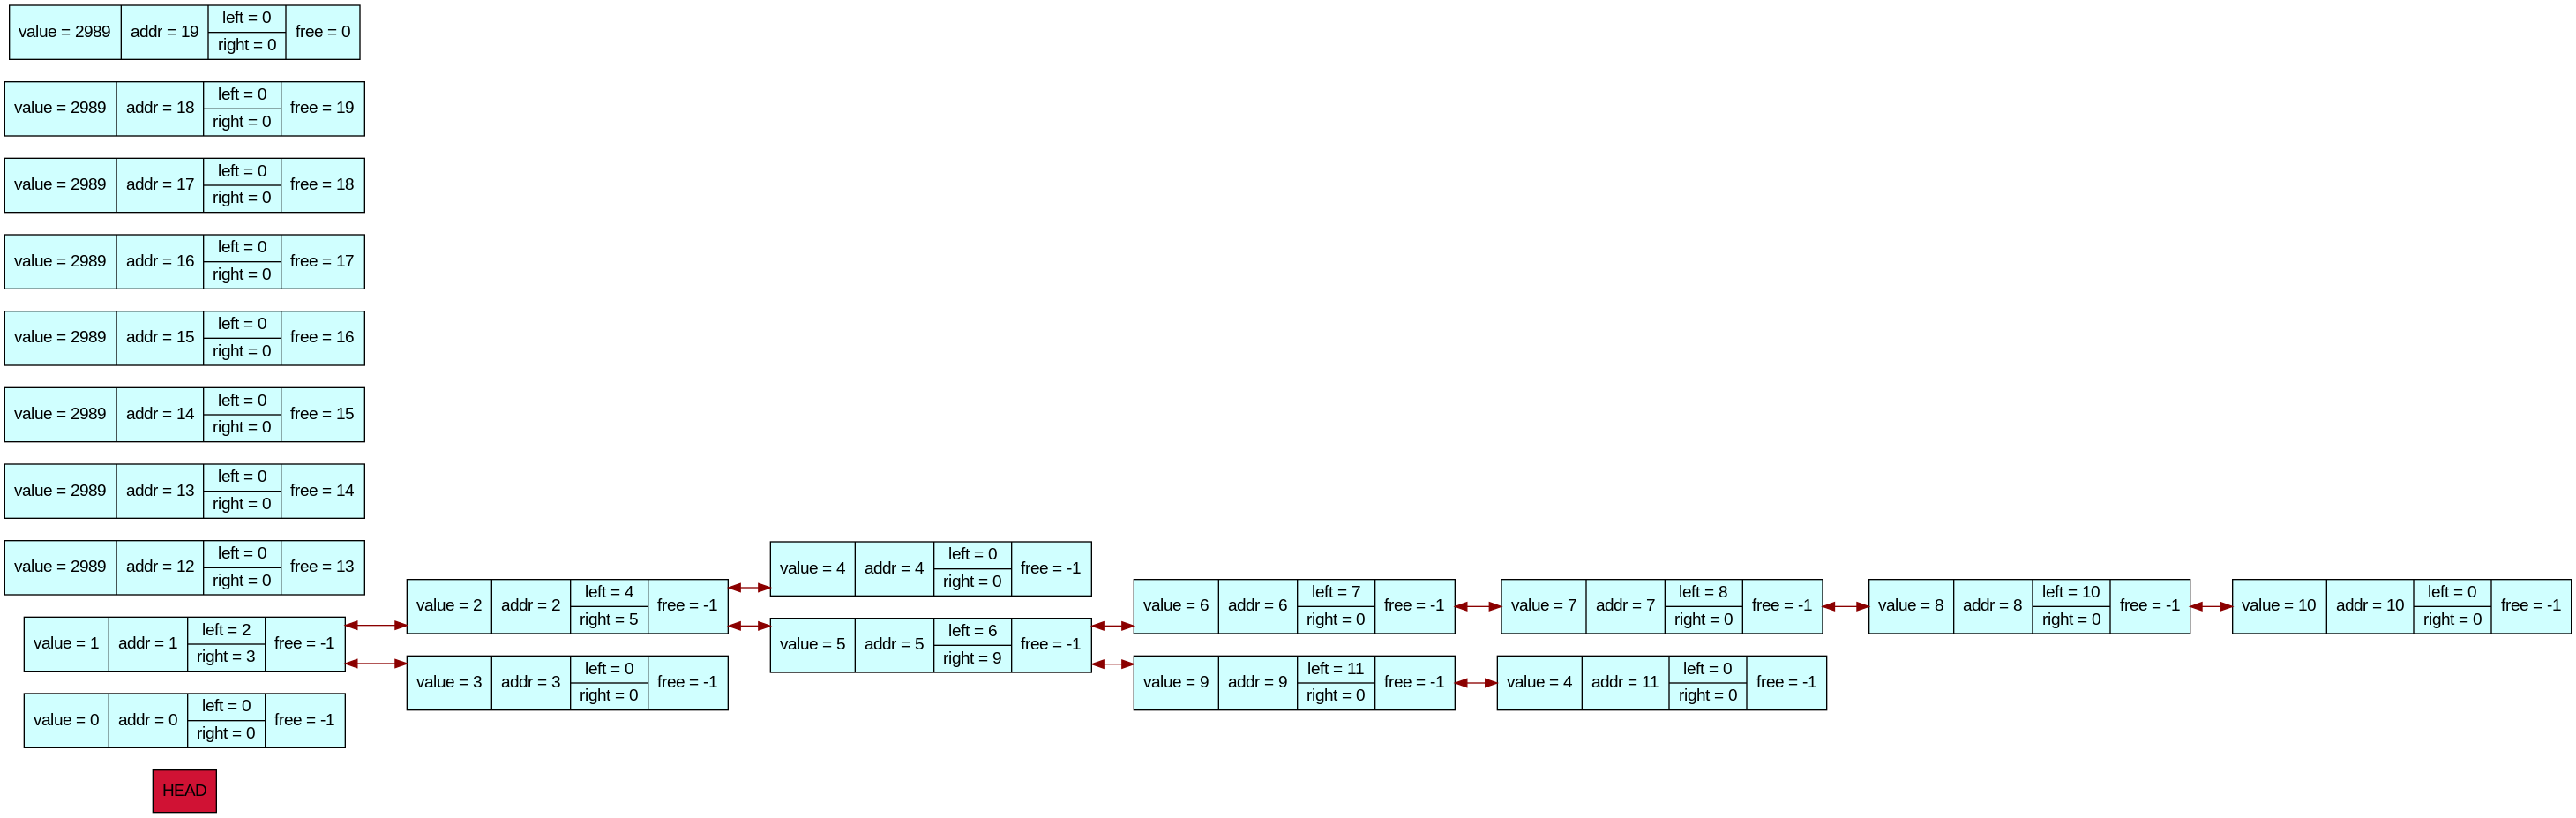 value = 2989 addr = 19 left = 0 right = 0 free = 0
value = 2989 addr = 18 left = 0 right = 0 free = 19
value = 2989 addr = 17 left = 0 right = 0 free = 18
value = 2989 addr = 16 left = 0 right = 0 free = 17
value = 2989 addr = 15 left = 0 right = 0 free = 16
value = 2989 addr = 14 left = 0 right = 0 free = 15
value = 2989 addr = 13 left = 0 right = 0 free = 14
value = 2989 addr = 12 left = 0 right = 0 free = 13
value = 1 addr = 1 left = 2 right = 3 free = -1
value = 0 addr = 0 left = 0 right = 0 free = -1
HEAD
value = 2 addr = 2 left = 4 right = 5 free = -1
value = 3 addr = 3 left = 0 right = 0 free = -1
value = 4 addr = 4 left = 0 right = 0 free = -1
value = 5 addr = 5 left = 6 right = 9 free = -1
value = 6 addr = 6 left = 7 right = 0 free = -1
value = 9 addr = 9 left = 11 right = 0 free = -1
value = 7 addr = 7 left = 8 right = 0 free = -1
value = 4 addr = 11 left = 0 right = 0 free = -1
value = 8 addr = 8 left = 10 right = 0 free = -1
value = 10 addr = 10 left = 0 right = 0 free = -1